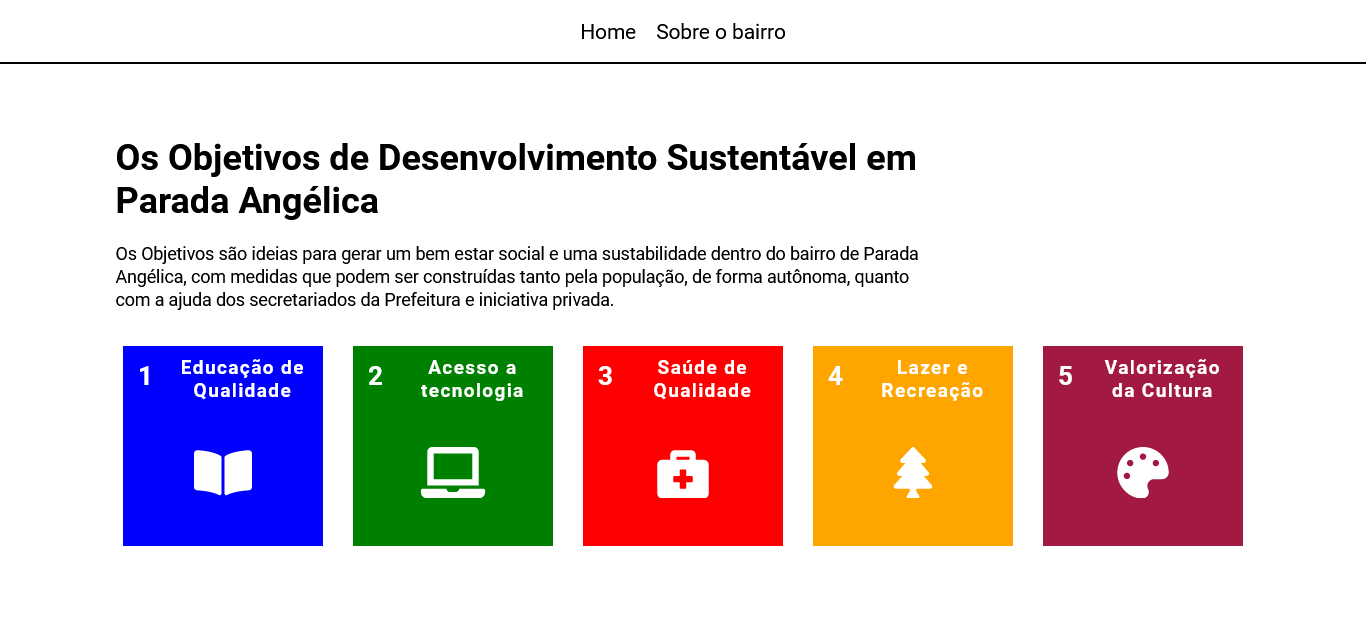 Home Sobre o bairro
Os Objetivos de Desenvolvimento Sustentável em
Parada Angélica
Os Objetivos são ideias para gerar um bem estar social e uma sustabilidade dentro do bairro de Parada
Angélica, com medidas que podem ser construídas tanto pela população, de forma autônoma, quanto
com a ajuda dos secretariados da Prefeitura e iniciativa privada.
1 Educação de
Qualidade
2 Acesso a
tecnologia
3 Saúde de
Qualidade
4 Lazer e
Recreação
5 Valorização
da Cultura